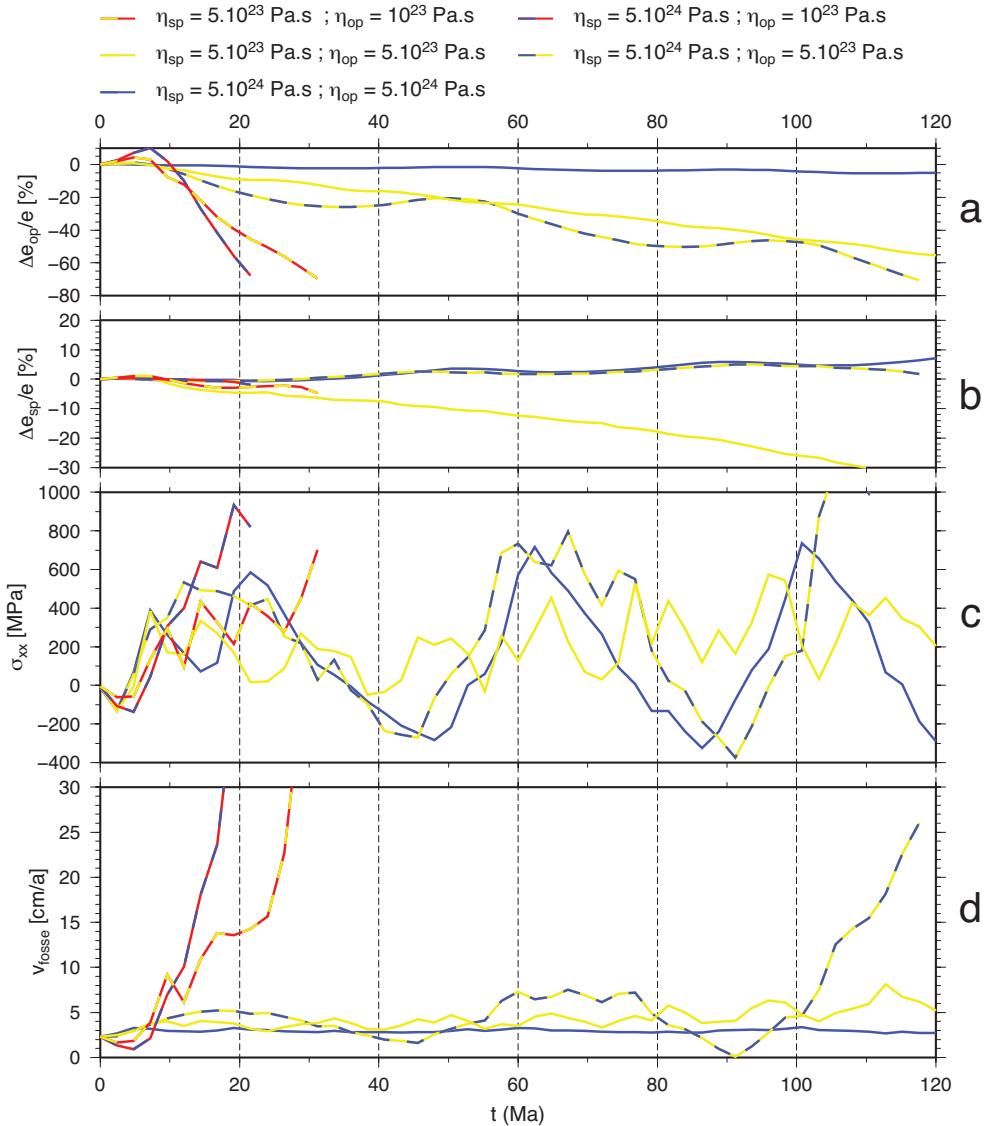 η_sp = 5.10^23 Pa.s ; η_op = 10^23 Pa.s η_sp = 5.10^24 Pa.s ; η_op = 10^23 Pa.s
η_sp = 5.10^23 Pa.s ; η_op = 5.10^23 Pa.s η_sp = 5.10^24 Pa.s ; η_op = 5.10^23 Pa.s
η_sp = 5.10^24 Pa.s ; η_op = 5.10^24 Pa.s
0 20 40 60 80 100 120
0
−20
−40
−60
−80
Δe_op/e [%]
a
20
10
0
−10
−20
−30
Δe_sp/e [%]
b
1000
800
600
400
200
0
−200
−400
σ_xx [MPa]
c
30
25
20
15
10
5
0
v_fosse [cm/a]
d
0 20 40 60 80 100 120
t (Ma)